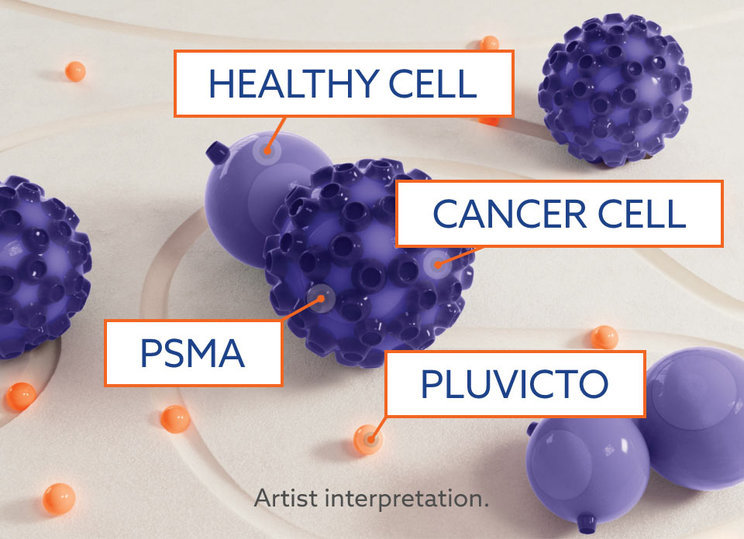 HEALTHY CELL
CANCER CELL
PSMA
PLUVICTO
Artist interpretation.